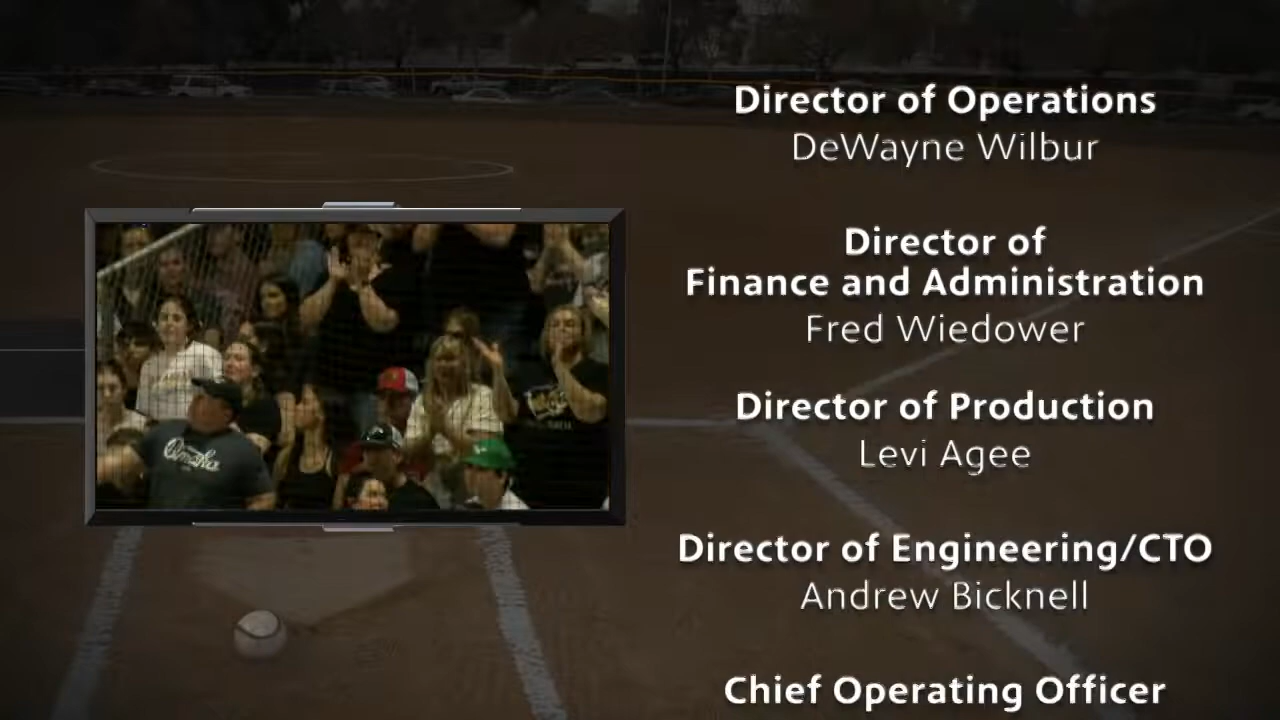 Director of Operations
DeWayne Wilbur
Director of
Finance and Administration
Fred Wiedower
Director of Production
Levi Agee
Director of Engineering/CTO
Andrew Bicknell
Chief Operating Officer
Omaha